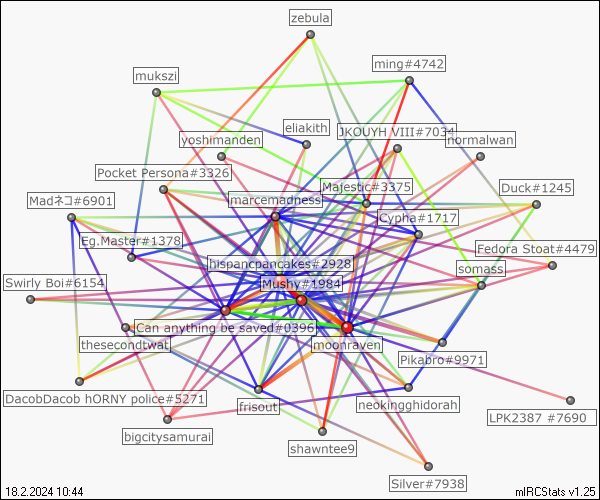 zebula
ming#4742
mukszi
eliakith
JKOUYH VIII#7034
yoshimanden
normalwan
Pocket Persona#3326
Majestic#3375
Duck#1245
Madネコ#6901
marcemadness
Cypha#1717
Eg.Master#1378
Fedora Stoat#4479
hispancpancakes#2928
somass
Swirly Boi#6154
Mushy#1984
Can anything be saved#0396
thesecondtwat
moonraven
Pikabro#9971
DacobDacob hORNY police#5271
frisout
neokingghidorah
LPK2387 #7690
bigcitysamurai
shawntee9
Silver#7938
18.2.2024 10:44
mIRCStats v1.25